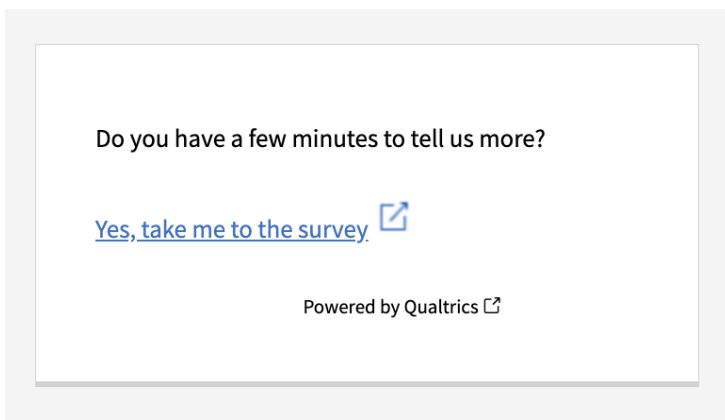 Do you have a few minutes to tell us more?
Yes, take me to the survey
Powered by Qualtrics